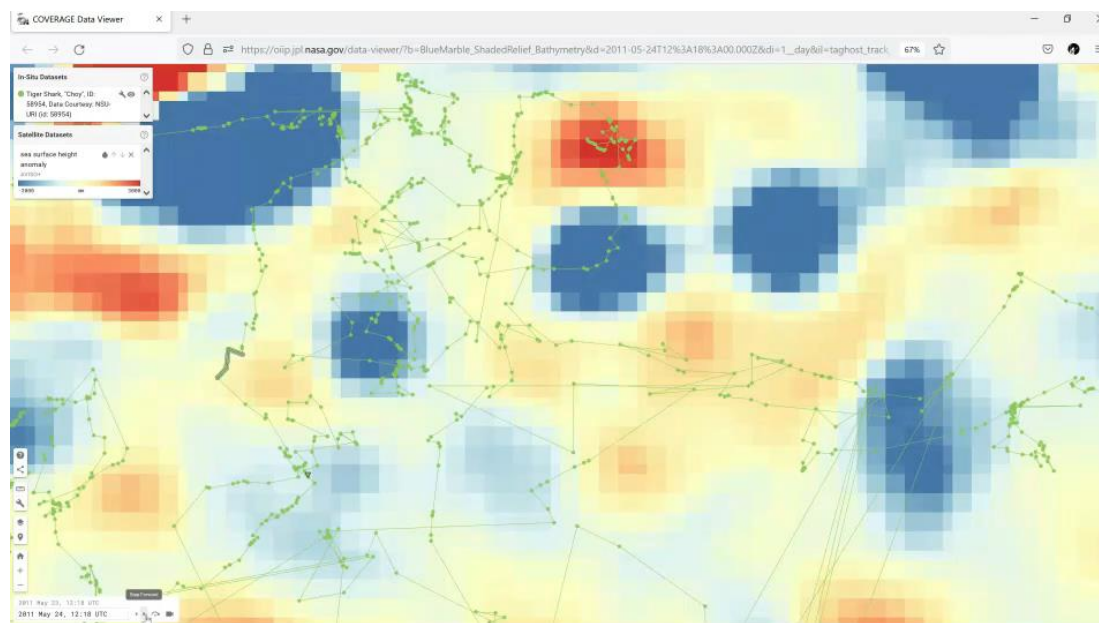 COVERAGE Data Viewer
https://oiip.jpl.nasa.gov/data-viewer/?b=BlueMarble_ShadedRelief_Bathymetry&d=2011-05-24T12%3A18%3A00.000Z&di=1__day&il=taghost_track
67%
In-Situ Datasets
Tiger Shark, "Choy", ID:
58954, Data Courtesy: NSU-
URI (id: 58954)
Satellite Datasets
sea surface height
anomaly
mm
2011 May 23, 12:18 UTC
Step Forward
2011 May 24, 12:18 UTC